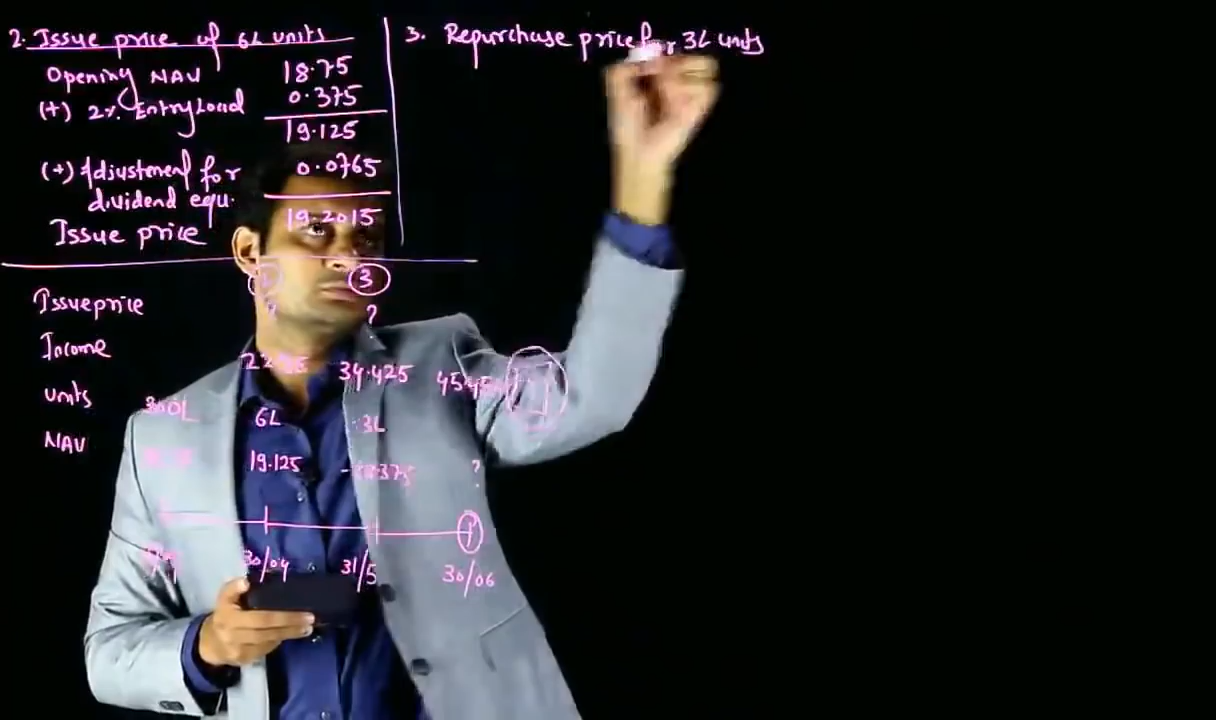 2. Issue price of 6L units
Opening NAV 18.75
(+) 2% Entry Load 0.375
19.125
(+) Adjustment for 0.0765
dividend equ.
Issue price 19.2015
3. Repurchase price for 3L units
3
Issue price ?
Income 34.425
units 6L 3L
NAV 19.125 ?
30/04 31/5 30/06